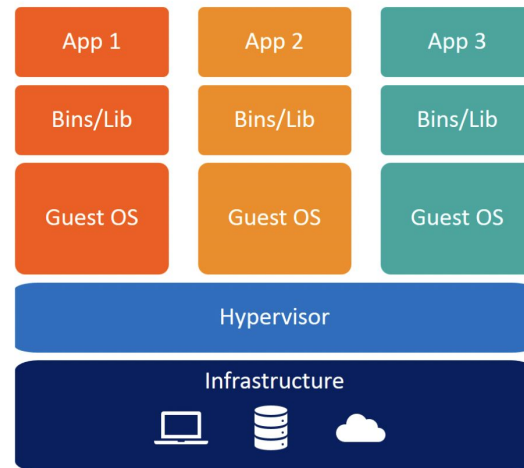 App 1
App 2
App 3
Bins/Lib
Bins/Lib
Bins/Lib
Guest OS
Guest OS
Guest OS
Hypervisor
Infrastructure